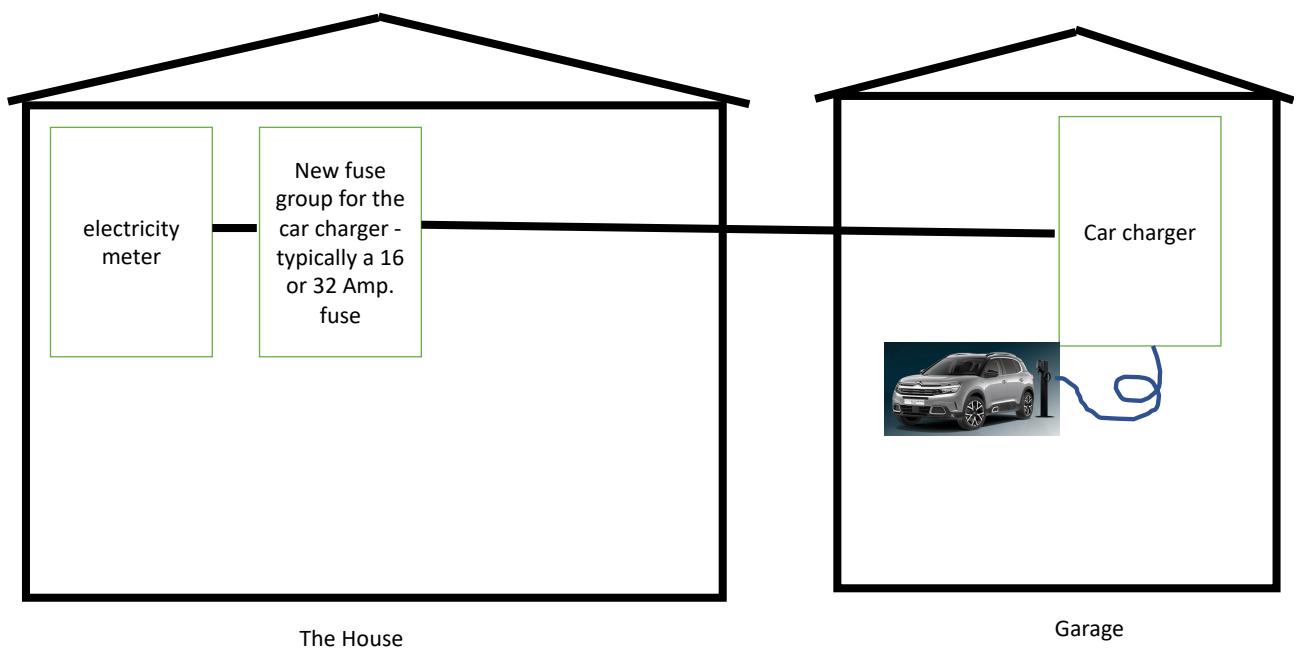 electricity
meter
New fuse
group for the
car charger -
typically a 16
or 32 Amp.
fuse
Car charger
The House
Garage